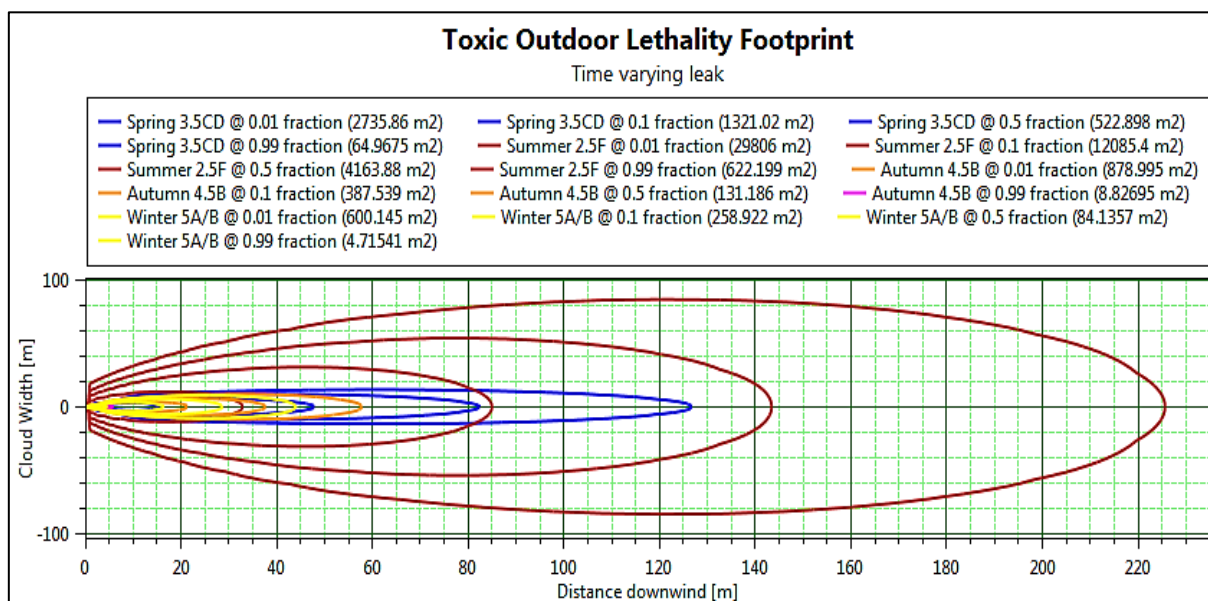 Toxic Outdoor Lethality Footprint
Time varying leak
Spring 3.5CD @ 0.01 fraction (2735.86 m2) Spring 3.5CD @ 0.1 fraction (1321.02 m2) Spring 3.5CD @ 0.5 fraction (522.898 m2)
Spring 3.5CD @ 0.99 fraction (64.9675 m2) Summer 2.5F @ 0.01 fraction (29806 m2) Summer 2.5F @ 0.1 fraction (12085.4 m2)
Summer 2.5F @ 0.5 fraction (4163.88 m2) Summer 2.5F @ 0.99 fraction (622.199 m2) Autumn 4.5B @ 0.01 fraction (878.995 m2)
Autumn 4.5B @ 0.1 fraction (387.539 m2) Autumn 4.5B @ 0.5 fraction (131.186 m2) Autumn 4.5B @ 0.99 fraction (8.82695 m2)
Winter 5A/B @ 0.01 fraction (600.145 m2) Winter 5A/B @ 0.1 fraction (258.922 m2) Winter 5A/B @ 0.5 fraction (84.1357 m2)
Winter 5A/B @ 0.99 fraction (4.71541 m2)
100
0
-100
Cloud Width [m]
0 20 40 60 80 100 120 140 160 180 200 220
Distance downwind [m]